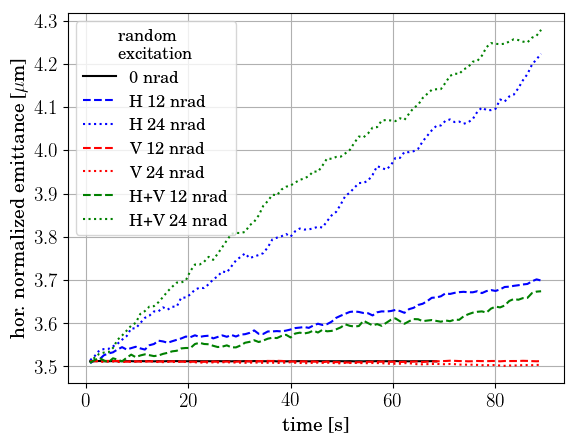 4.3
4.2
4.1
4.0
3.9
3.8
3.7
3.6
3.5
hor. normalized emittance [μm]
random
excitation
0 nrad
H 12 nrad
H 24 nrad
V 12 nrad
V 24 nrad
H+V 12 nrad
H+V 24 nrad
0 20 40 60 80
time [s]